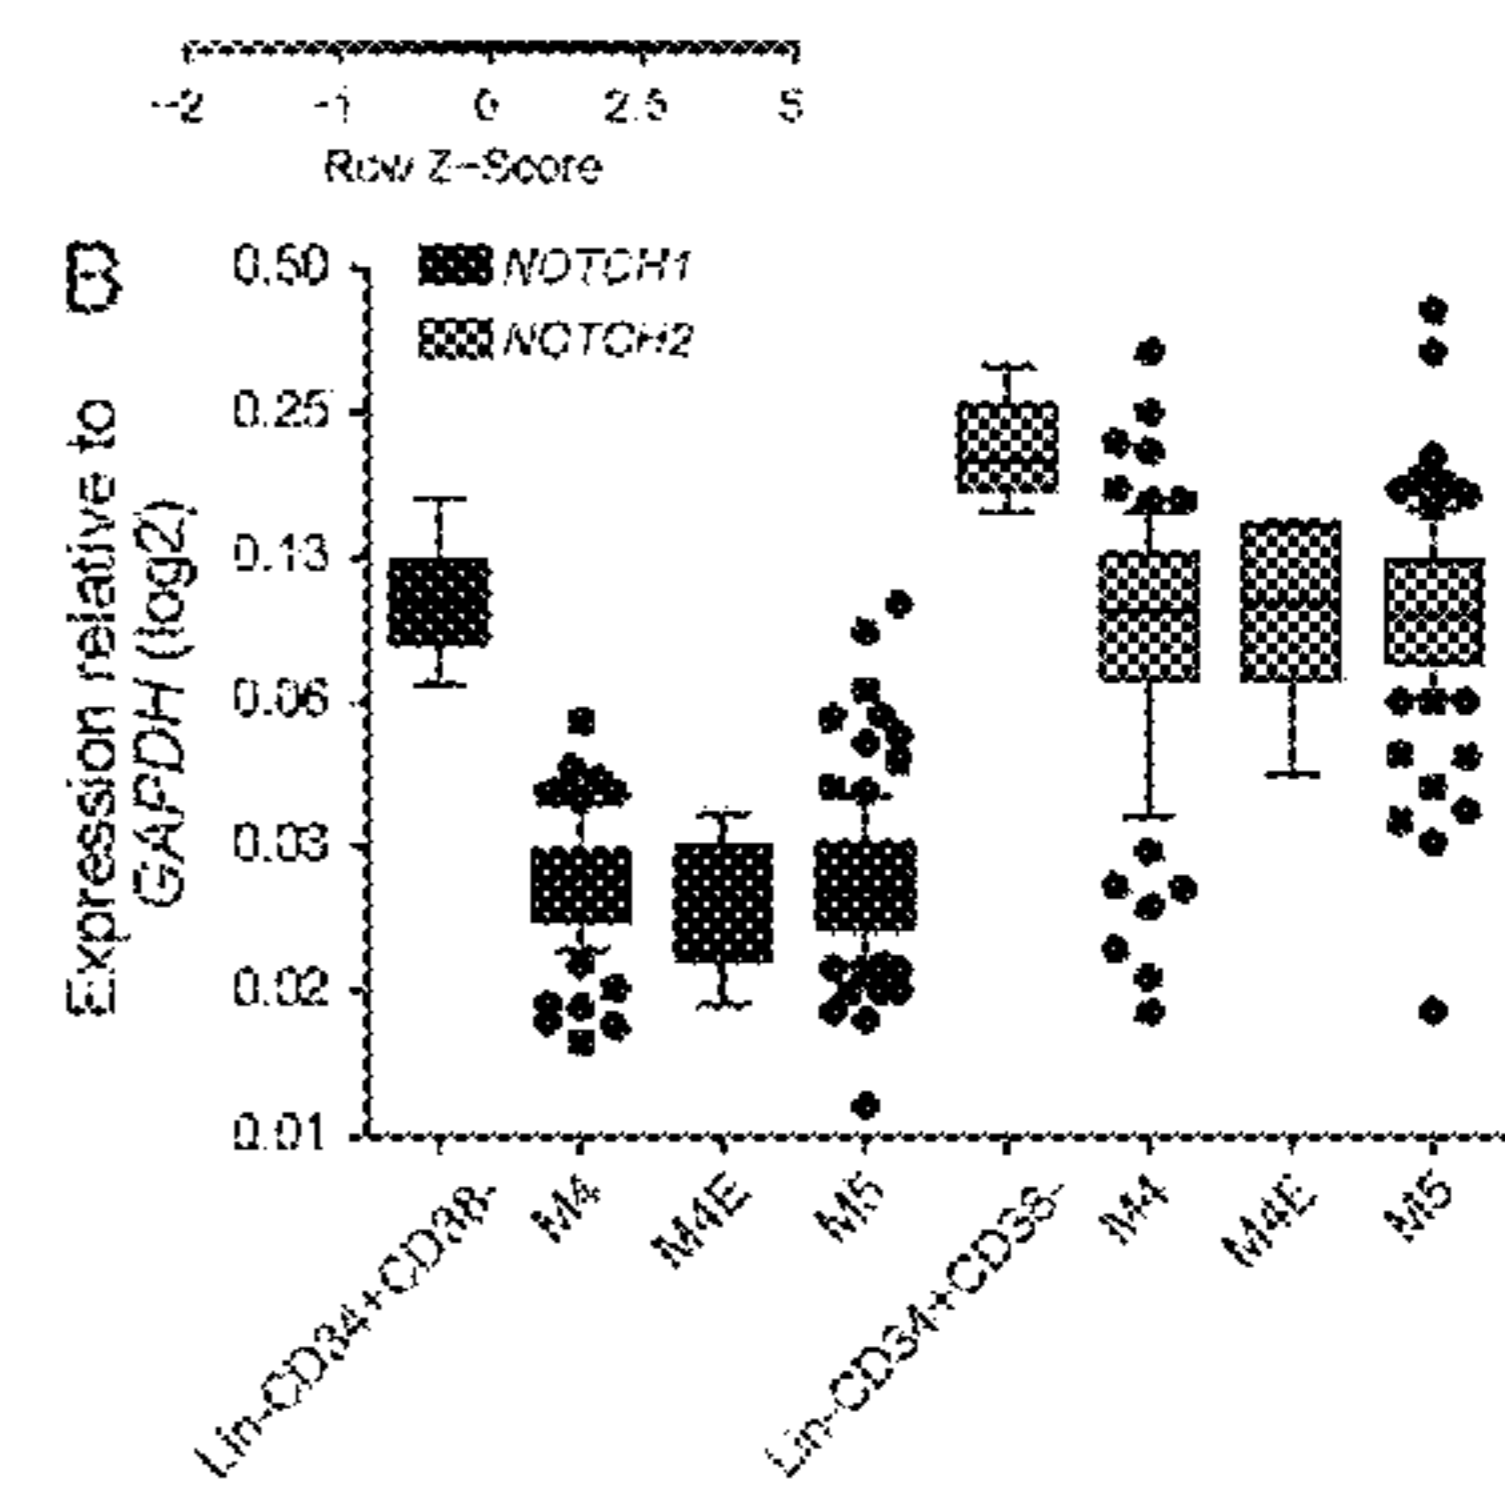 -2 -1 0 2.5 5
Row Z-Score
B
Expression relative to
GAPDH (log2)
0.50
0.25
0.13
0.06
0.03
0.02
0.01
NOTCH1
NOTCH2
Lin-CD34+CD38- M4 M4E M5 Lin-CD34+CD38- M4 M4E M5